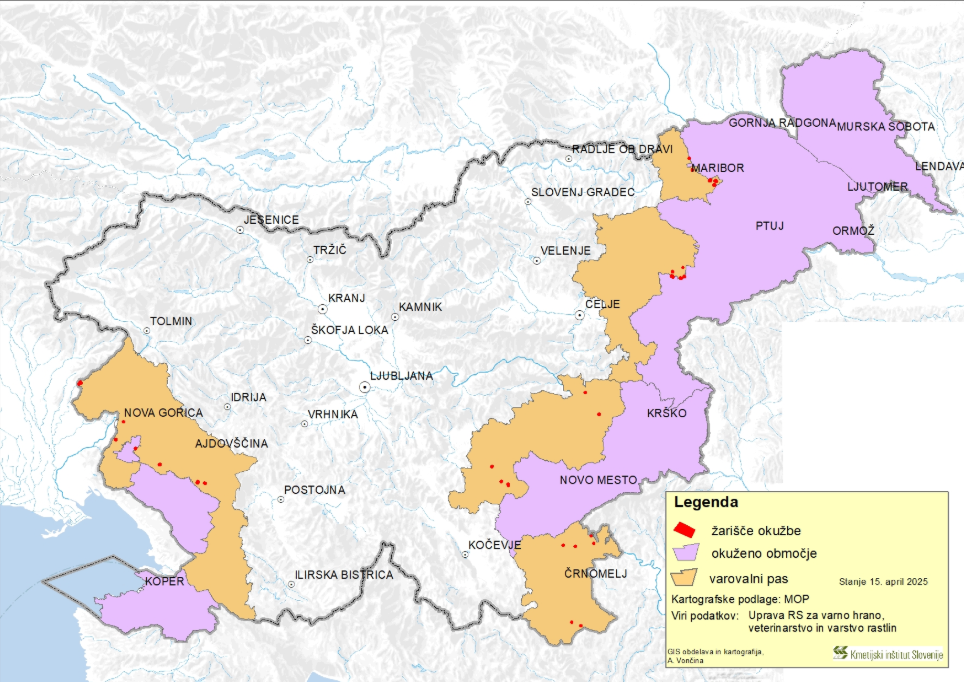 GORNJA RADGONA
MURSKA SOBOTA
RADLJE OB DRAVI
MARIBOR
LENDAVA
SLOVENJ GRADEC
LJUTOMER
JESENICE
PTUJ
ORMOŽ
TRŽIČ
VELENJE
KRANJ
KAMNIK
CELJE
TOLMIN
ŠKOFJA LOKA
LJUBLJANA
IDRIJA
NOVA GORICA
VRHNIKA
KRŠKO
AJDOVŠČINA
POSTOJNA
NOVO MESTO
KOČEVJE
KOPER
ILIRSKA BISTRICA
ČRNOMELJ
Legenda
žarišče okužbe
okuženo območje
varovalni pas
Stanje 15. april 2025
Kartografske podlage: MOP
Viri podatkov: Uprava RS za varno hrano,
veterinarstvo in varstvo rastlin
GIS obdelava in kartografija,
A. Vončina
Kmetijski inštitut Slovenije